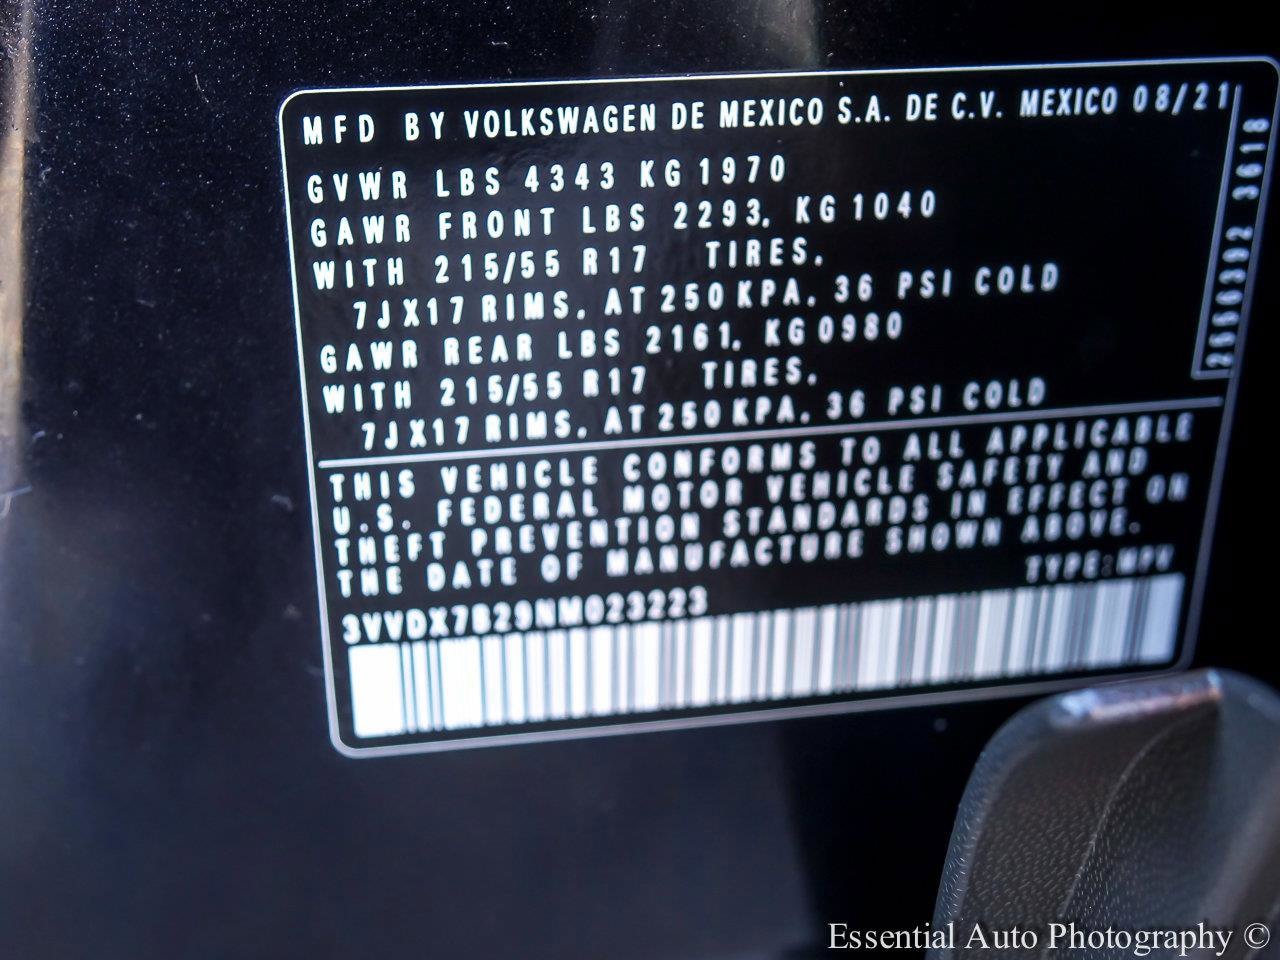 MFD BY VOLKSWAGEN DE MEXICO S.A. DE C.V. MEXICO 08/21
GVWR LBS 4343 KG 1970
GAWR FRONT LBS 2293, KG 1040
WITH 215/55 R17 TIRES,
7JX17 RIMS, AT 250 KPA, 36 PSI COLD
GAWR REAR LBS 2161, KG 0980
WITH 215/55 R17 TIRES,
7JX17 RIMS, AT 250 KPA, 36 PSI COLD
THIS VEHICLE CONFORMS TO ALL APPLICABLE
U.S. FEDERAL MOTOR VEHICLE SAFETY AND
THEFT PREVENTION STANDARDS IN EFFECT ON
THE DATE OF MANUFACTURE SHOWN ABOVE.
TYPE:MPV
3VVDX7B29NM023223
2666392 3618
Essential Auto Photography ©